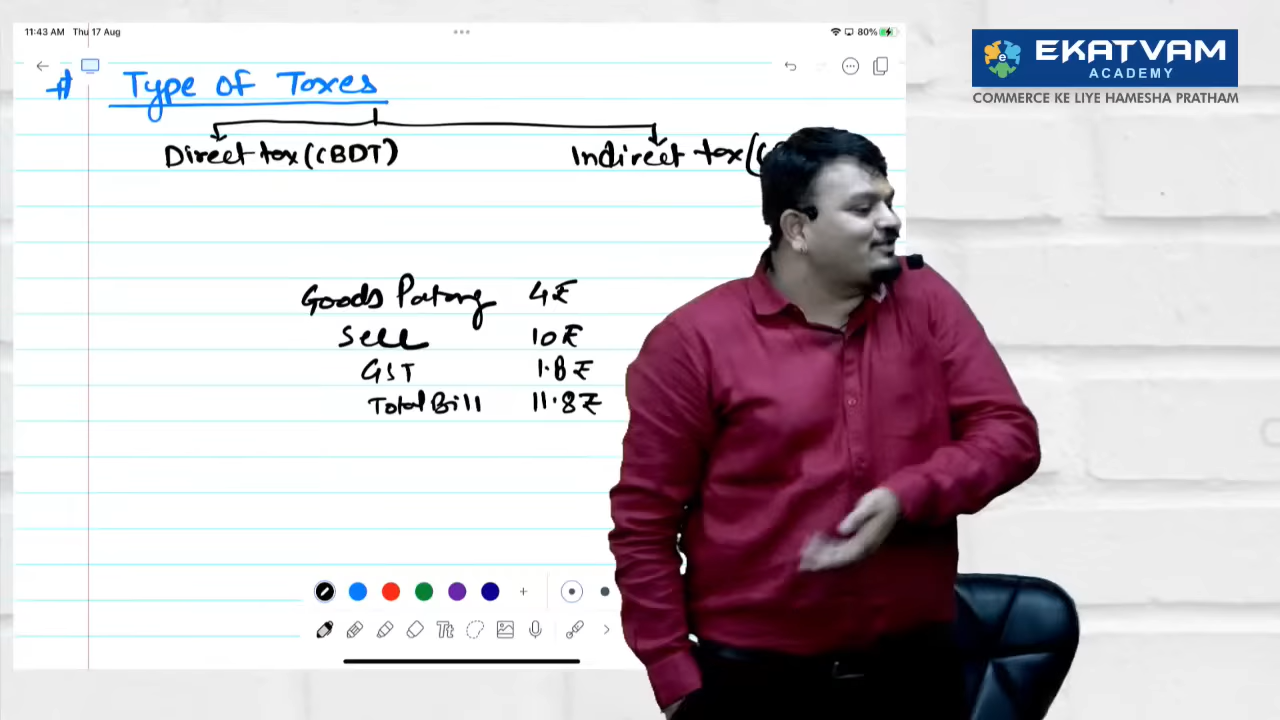 11:43 AM Thu 17 Aug
80%
EKATVAM
ACADEMY
COMMERCE KE LIYE HAMESHA PRATHAM
# Type of Taxes
Direct tax (CBDT)
Indirect tax (
Goods 4₹
Sell 10₹
GST 1.8₹
Total Bill 11.8₹
Tt